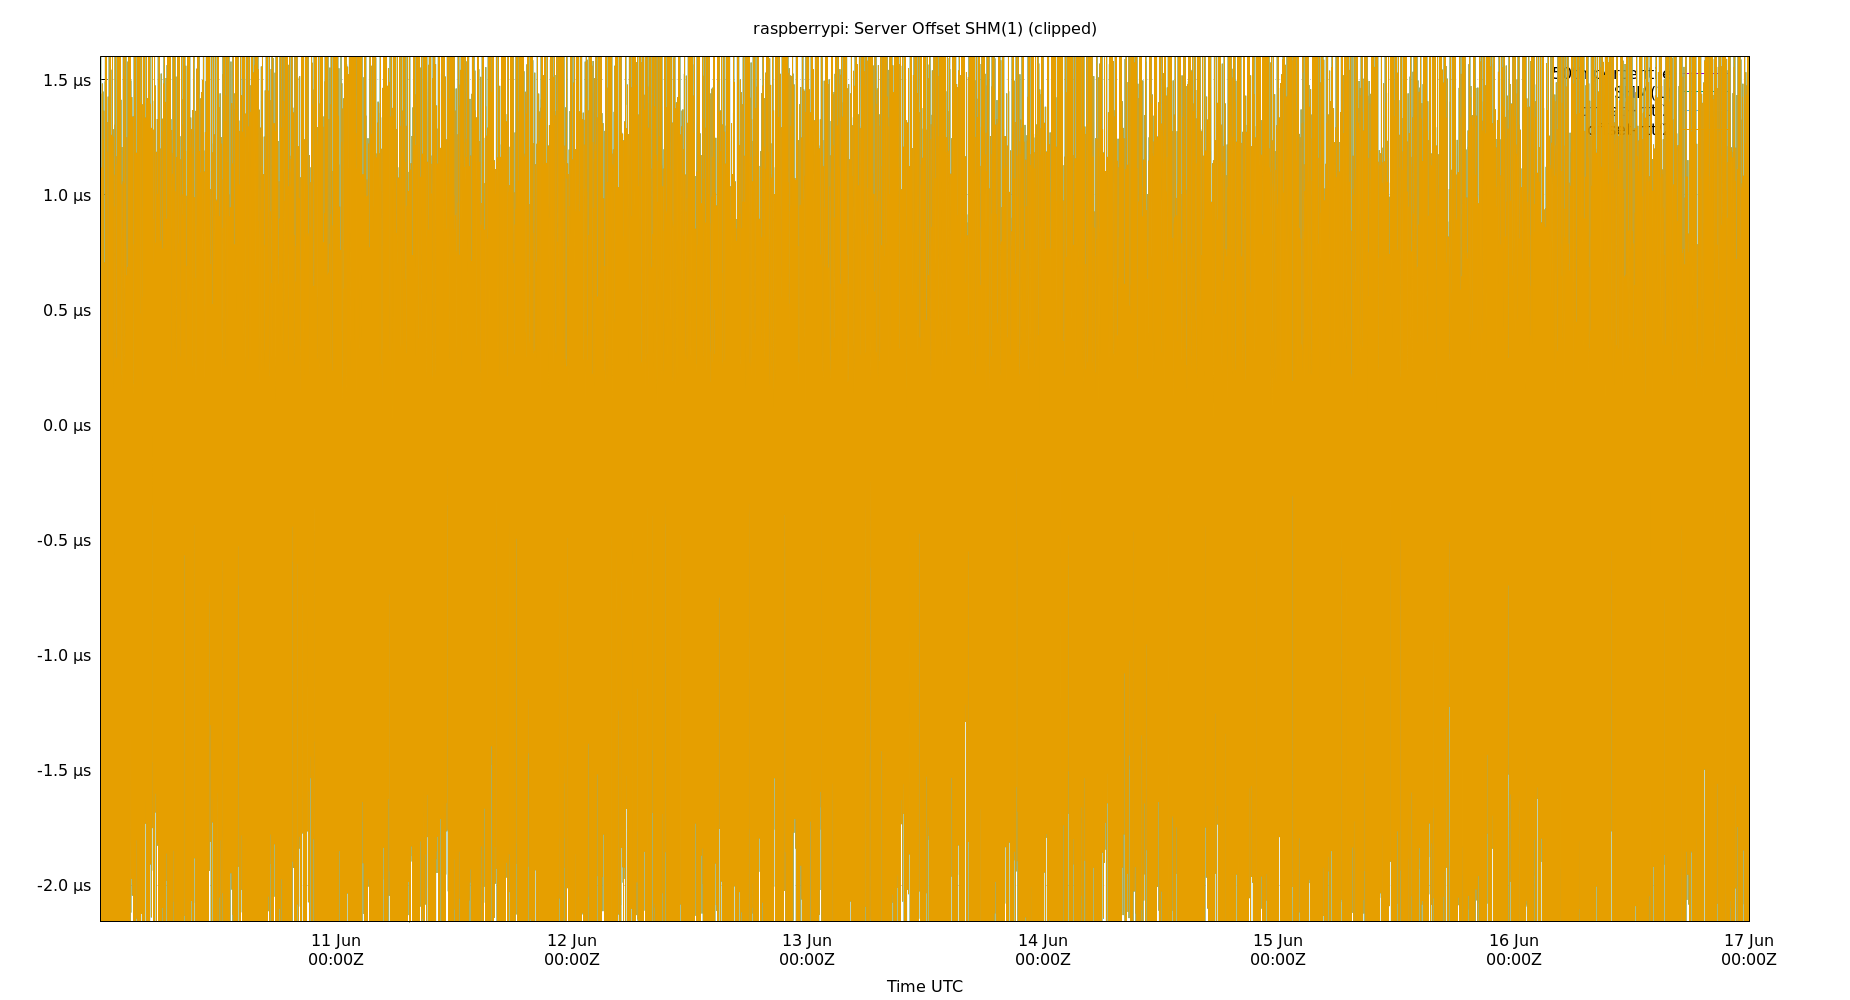 raspberrypi: Server Offset SHM(1) (clipped)
1.5 µs
1.0 µs
0.5 µs
0.0 µs
-0.5 µs
-1.0 µs
-1.5 µs
-2.0 µs
11 Jun 12 Jun 13 Jun 14 Jun 15 Jun 16 Jun 17 Jun
00:00Z 00:00Z 00:00Z 00:00Z 00:00Z 00:00Z 00:00Z
Time UTC